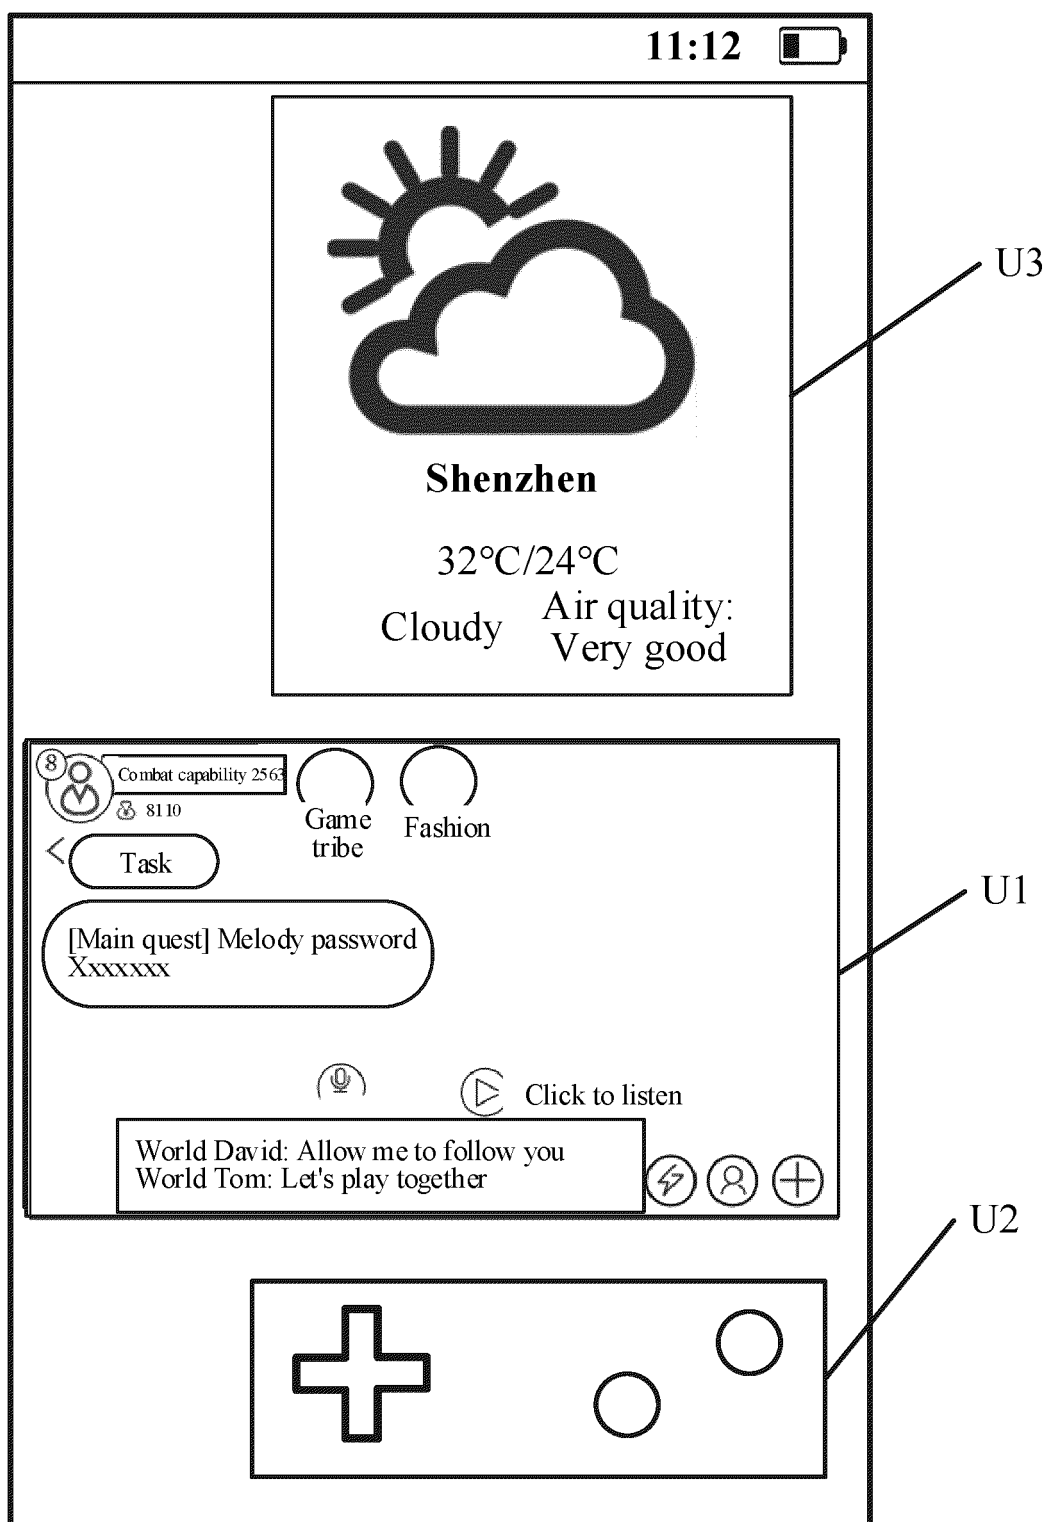 11:12
U3
Shenzhen
32°C/24°C
Cloudy
Air quality:
Very good
8
Combat capability 2563
8110
Game
tribe
Fashion
Task
U1
[Main quest] Melody password
Xxxxxxx
Click to listen
World David: Allow me to follow you
World Tom: Let's play together
U2